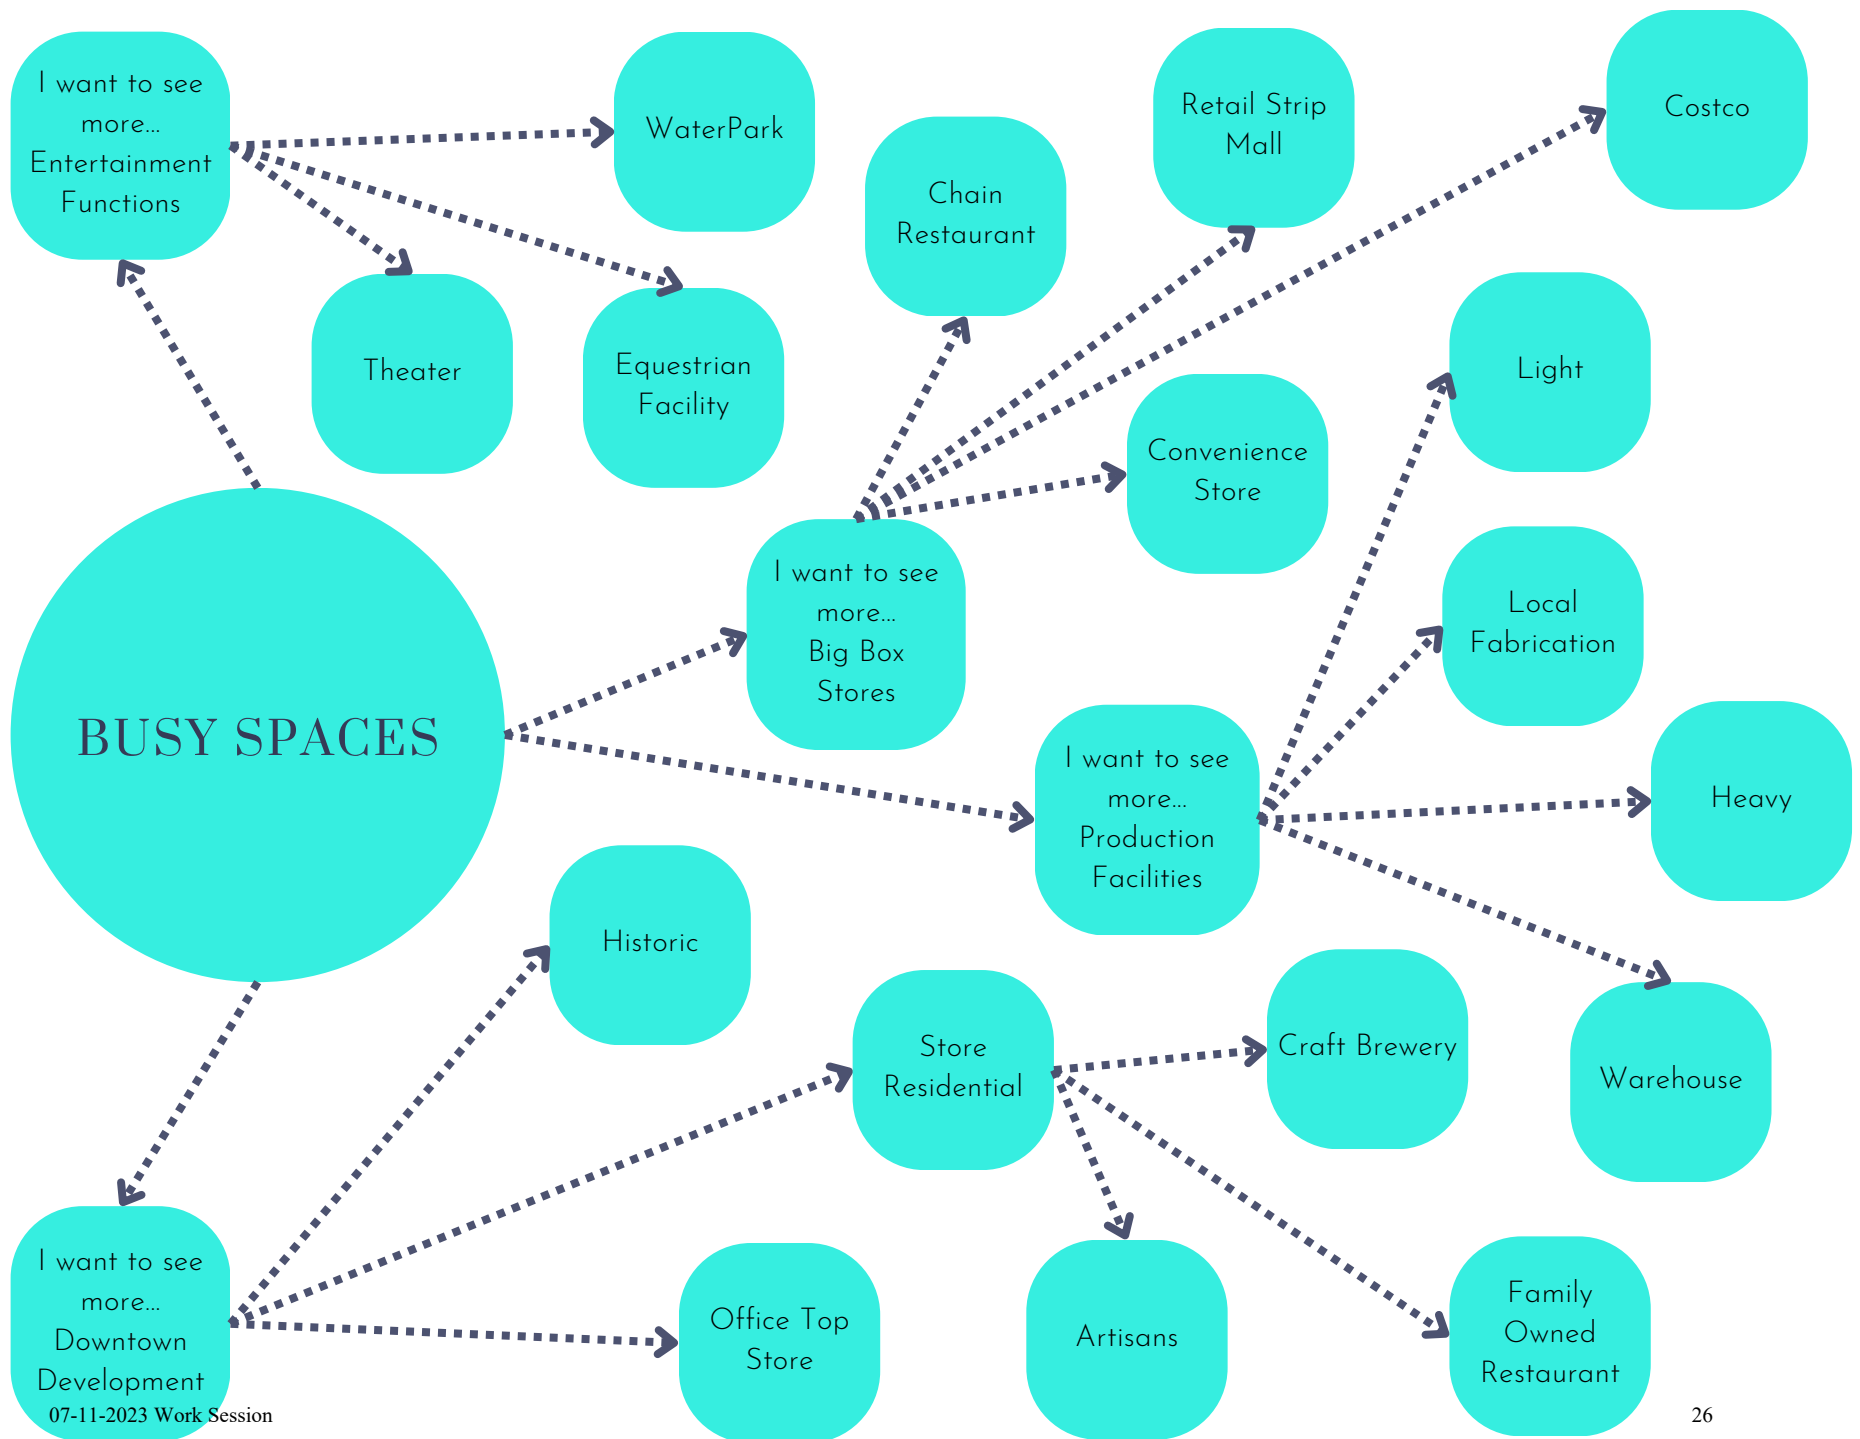 I want to see
more...
Entertainment
Functions
WaterPark
Theater
Equestrian
Facility
Chain
Restaurant
Retail Strip
Mall
Costco
Convenience
Store
Light
I want to see
more...
Big Box
Stores
Local
Fabrication
BUSY SPACES
I want to see
more...
Production
Facilities
Heavy
Historic
Store
Residential
Craft Brewery
Warehouse
I want to see
more...
Downtown
Development
Office Top
Store
Artisans
Family
Owned
Restaurant
07-11-2023 Work Session
26